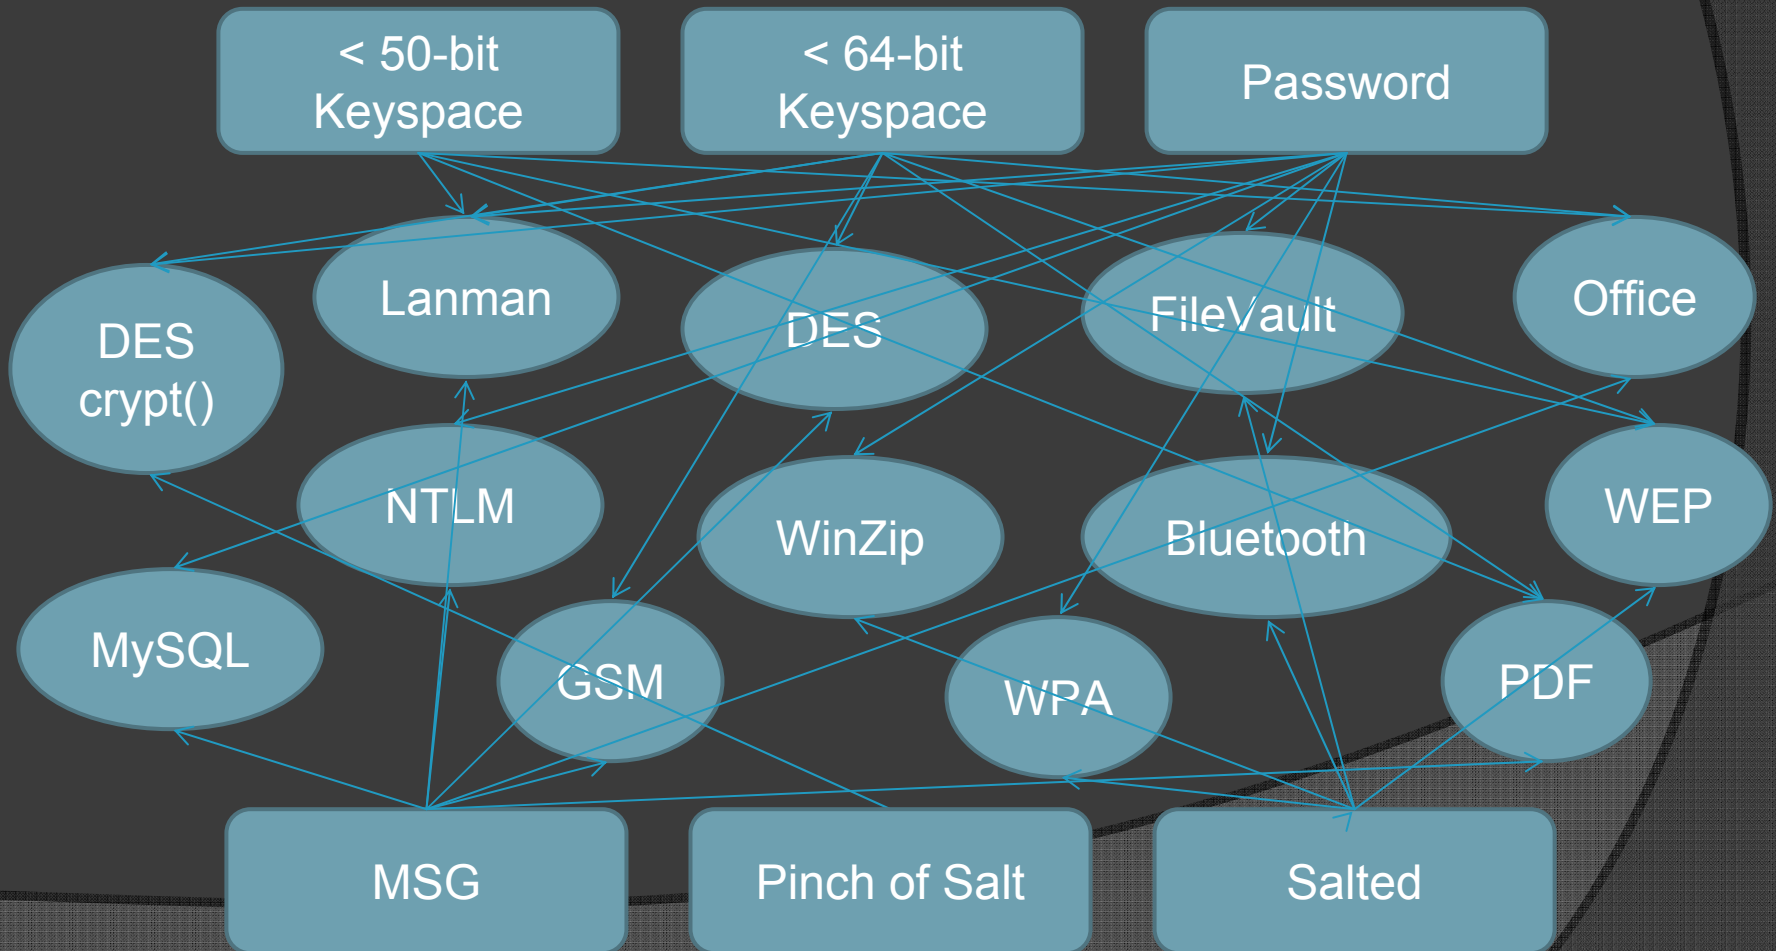 < 50-bit
Keyspace
< 64-bit
Keyspace
Password
Lanman
DES
FileVault
Office
DES
crypt()
NTLM
WinZip
Bluetooth
WEP
MySQL
GSM
WPA
PDF
MSG
Pinch of Salt
Salted